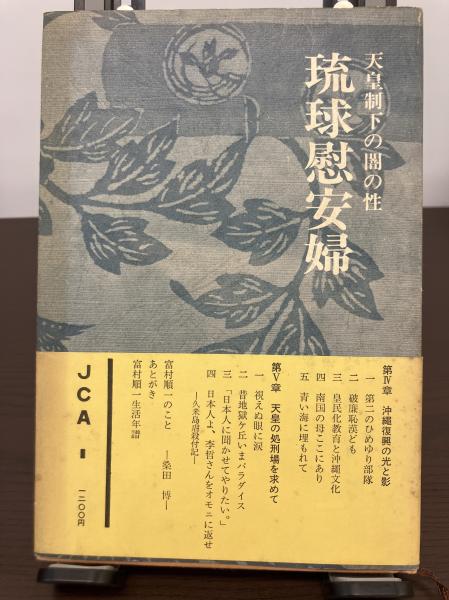 天皇制下の闇の性
琉球慰安婦
第Ⅳ章 沖縄復興の光と影
一 第二のひめゆり部隊
二 破廉恥漢ども
三 皇民化教育と沖縄文化
四 南国の母ここにあり
五 青い海に埋もれて
第Ⅴ章 天皇の処刑場を求めて
一 視えぬ眼に涙
二 昔地獄ヶ丘いまパラダイス
三 「日本人に聞かせてやりたい。」
四 日本人よ、李哲さんをオモニに返せ
―久米島虐殺付記―
富村順一のこと ―桑田 博―
あとがき
富村順一生活年譜
JCA
一二〇〇円